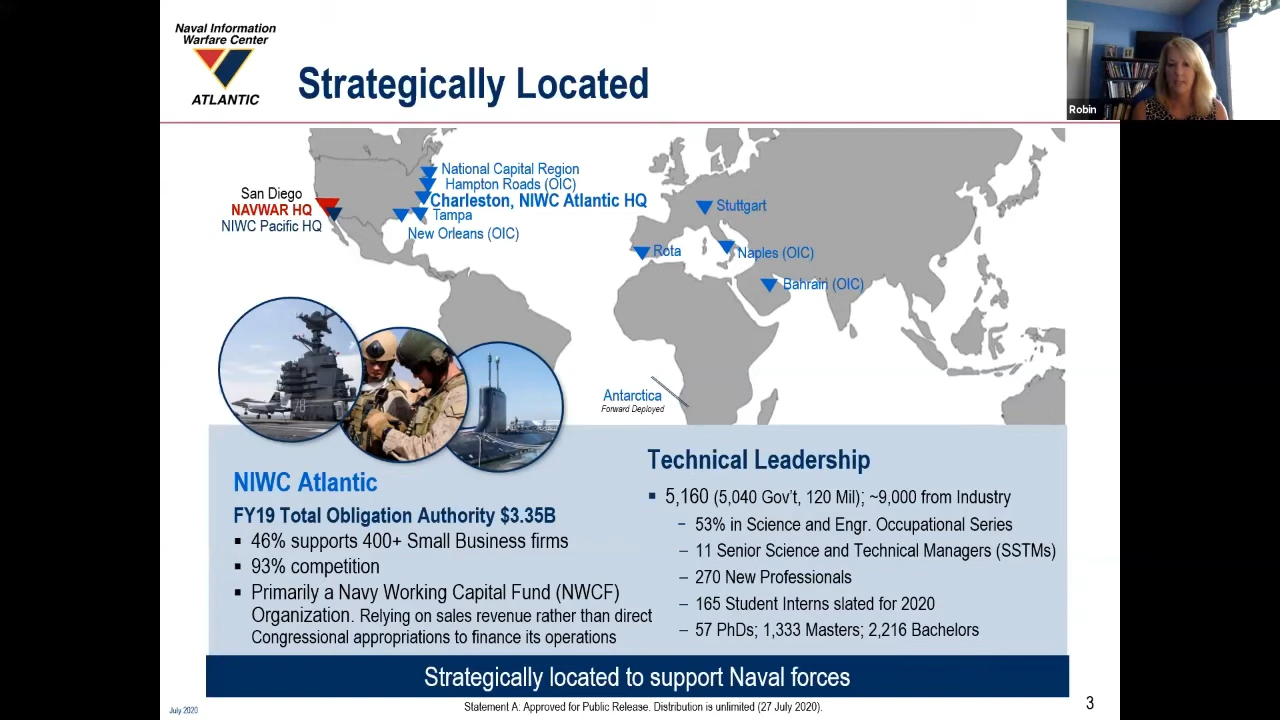 Naval Information
Warfare Center
ATLANTIC
Strategically Located
Robin
National Capital Region
Hampton Roads (OIC)
Charleston, NIWC Atlantic HQ
Tampa
New Orleans (OIC)
San Diego
NAVWAR HQ
NIWC Pacific HQ
Stuttgart
Rota
Naples (OIC)
Bahrain (OIC)
Antarctica
Forward Deployed
78
NIWC Atlantic
FY19 Total Obligation Authority $3.35B
▪ 46% supports 400+ Small Business firms
▪ 93% competition
▪ Primarily a Navy Working Capital Fund (NWCF)
Organization. Relying on sales revenue rather than direct
Congressional appropriations to finance its operations
Technical Leadership
▪ 5,160 (5,040 Gov't, 120 Mil); ~9,000 from Industry
– 53% in Science and Engr. Occupational Series
– 11 Senior Science and Technical Managers (SSTMs)
– 270 New Professionals
– 165 Student Interns slated for 2020
– 57 PhDs; 1,333 Masters; 2,216 Bachelors
Strategically located to support Naval forces
July 2020
Statement A: Approved for Public Release. Distribution is unlimited (27 July 2020).
3